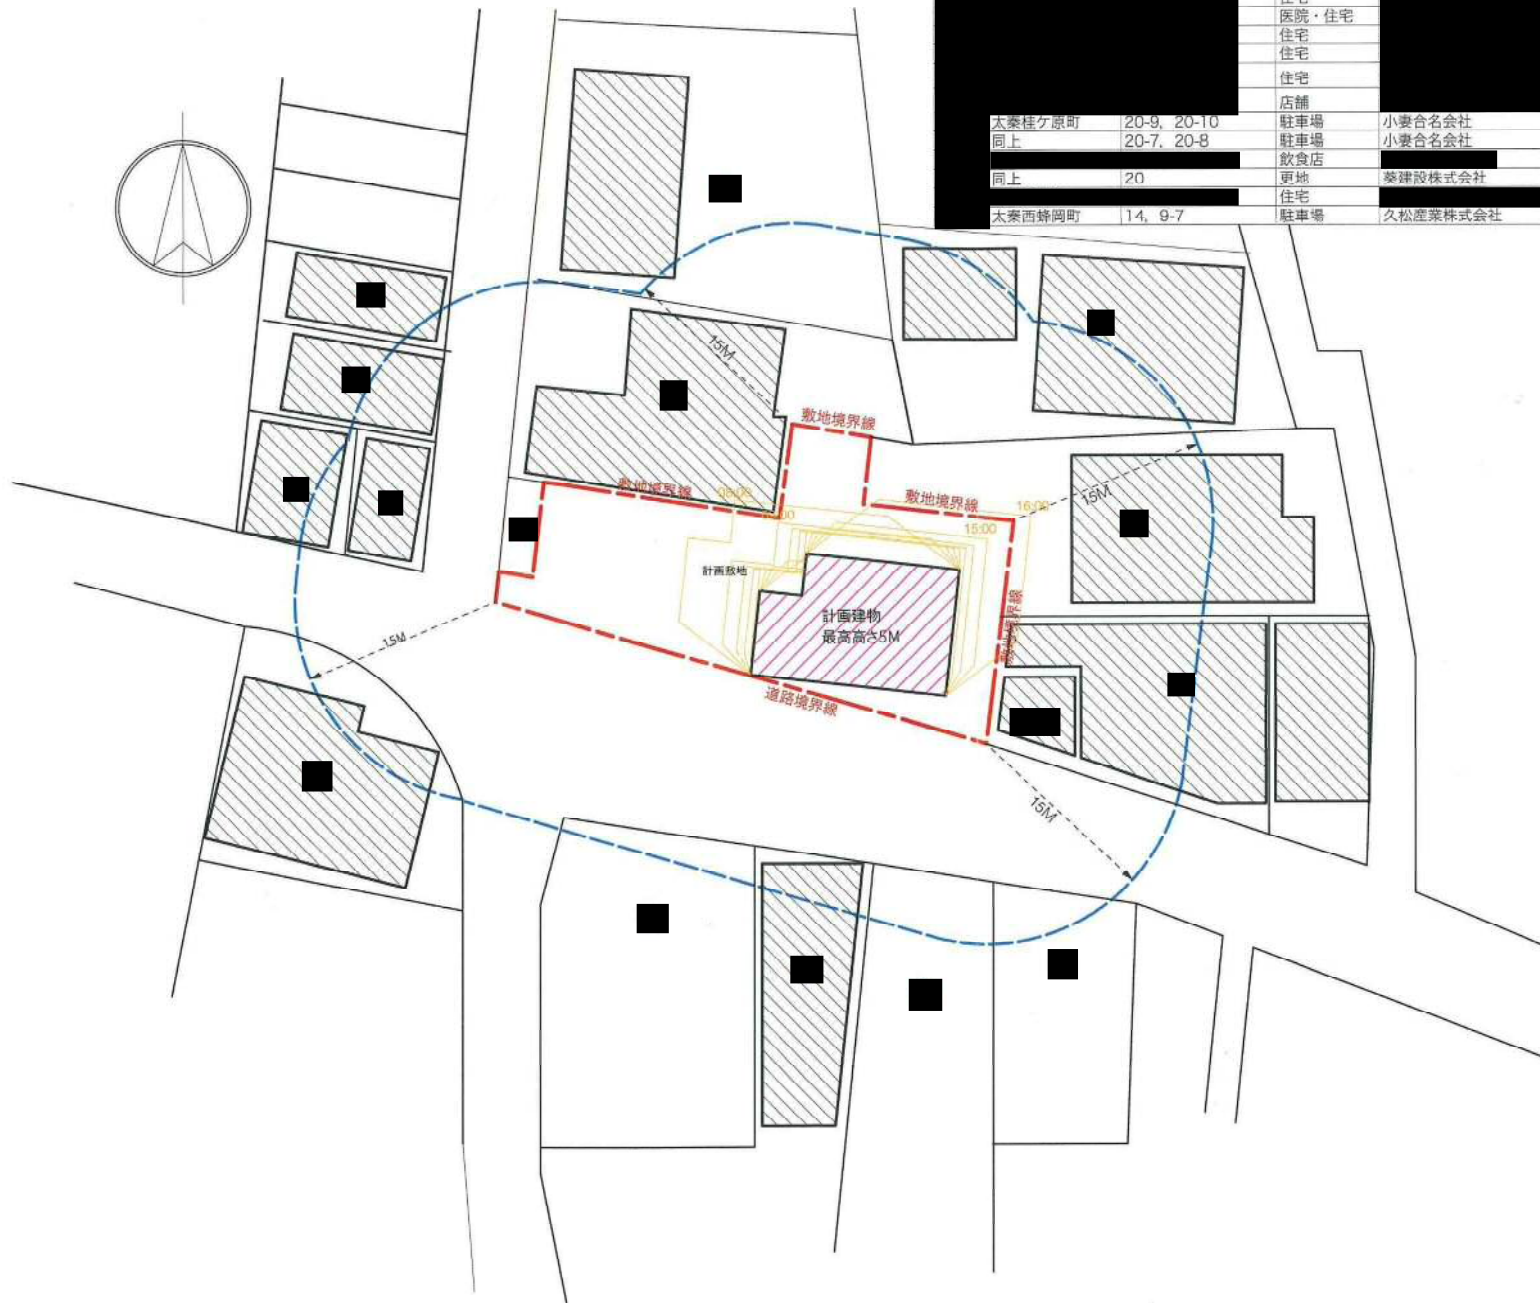 住宅
医院・住宅
住宅
住宅
住宅
店舗
太秦桂ケ原町 20-9, 20-10 駐車場 小妻合名会社
同上 20-7, 20-8 駐車場 小妻合名会社
飲食店
同上 20 更地 葵建設株式会社
住宅
太秦西蜂岡町 14, 9-7 駐車場 久松産業株式会社
15M
敷地境界線
敷地境界線
敷地境界線
15M
16:00
15:00
計画敷地
計画建物
最高高さ5M
敷地境界線
15M
道路境界線
15M